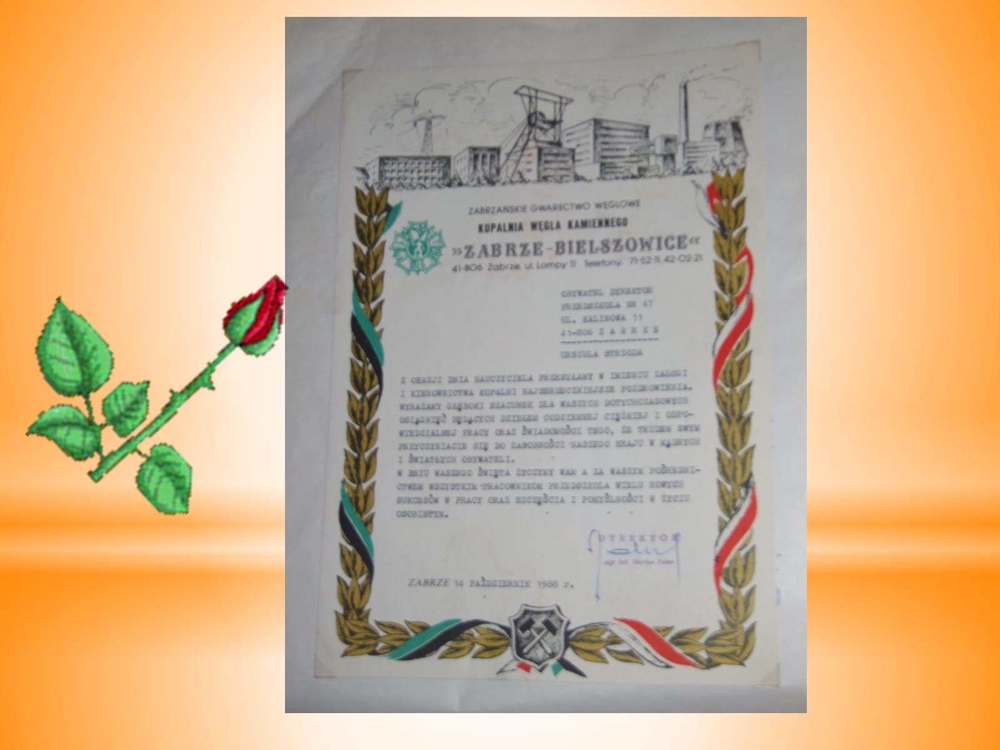 ZABRZAŃSKIE GWARECTWO WĘGLOWE
KOPALNIA WĘGLA KAMIENNEGO
»ZABRZE-BIELSZOWICE«
41-806 Zabrze, ul. Lompy 11 Telefony: 71-52-11, 42-02-21
OBYWATEL DYREKTOR
PRZEDSZKOLA NR 47
UL. KALINOWA 11
41-806 Z A B R Z E
URSZULA STRZODA
Z OKAZJI DNIA NAUCZYCIELA PRZESYŁAMY W IMIENIU ZAŁOGI
I KIEROWNICTWA KOPALNI NAJSERDECZNIEJSZE POZDROWIENIA.
WYRAŻAMY GŁĘBOKI SZACUNEK DLA WASZYCH DOTYCHCZASOWYCH
OSIĄGNIĘĆ BĘDĄCYCH DZIEŁEM CODZIENNEJ CIĘŻKIEJ I ODPO-
WIEDZIALNEJ PRACY ORAZ ŚWIADOMOŚCI TEGO, ŻE TRUDEM SWYM
PRZYCZYNIACIE SIĘ DO ZASOBNOŚCI NASZEGO KRAJU W MĄDRYCH
I ŚWIATŁYCH OBYWATELI.
W DNIU WASZEGO ŚWIĘTA ŻYCZYMY WAM A ZA WASZYM POŚREDNI-
CTWEM WSZYSTKIM PRACOWNIKOM PRZEDSZKOLA WIELU NOWYCH
SUKCESÓW W PRACY ORAZ SZCZĘŚCIA I POMYŚLNOŚCI W ŻYCIU
OSOBISTYM.
DYREKTOR
mgr inż.
ZABRZE 14 PAŹDZIERNIK 1988 r.